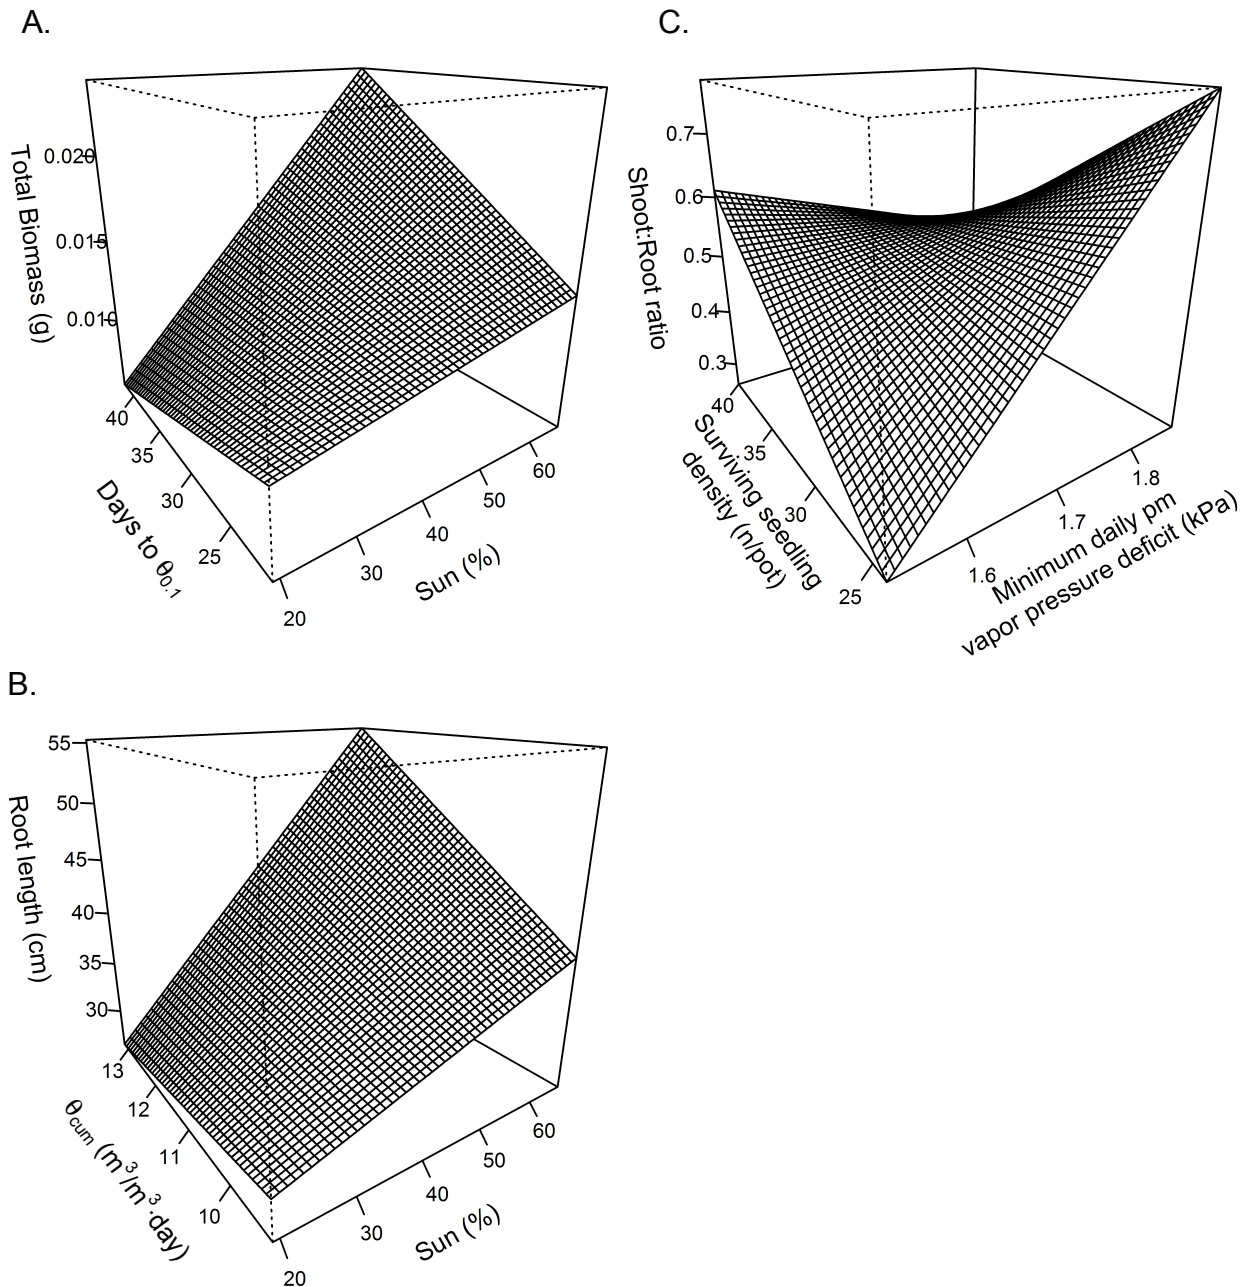 A.
Total Biomass (g)
0.020
0.015
0.010
40
35
30
25
Days to θ0.1
20
30
40
50
60
Sun (%)
C.
Shoot:Root ratio
0.7
0.6
0.5
0.4
0.3
40
35
30
25
Surviving seedling
density (n/pot)
1.6
1.7
1.8
Minimum daily pm
vapor pressure deficit (kPa)
B.
Root length (cm)
55
50
45
40
35
30
13
12
11
10
θcum (m³/m³·day)
20
30
40
50
60
Sun (%)